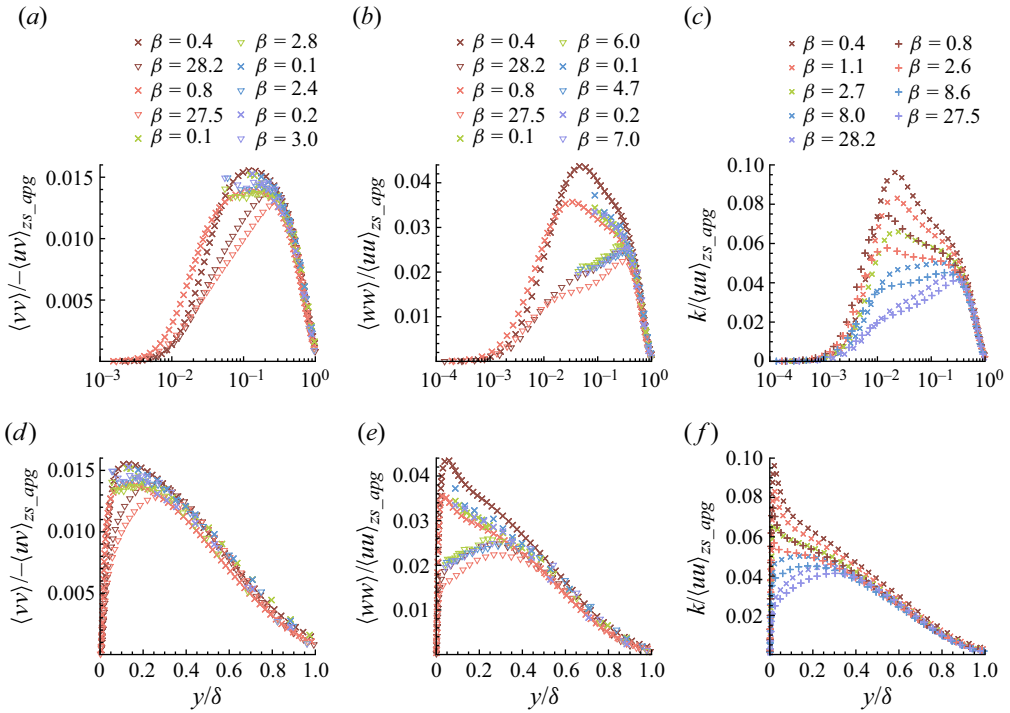 (a)
β = 0.4 β = 2.8
β = 28.2 β = 0.1
β = 0.8 β = 2.4
β = 27.5 β = 0.2
β = 0.1 β = 3.0
0.015
0.010
0.005
⟨vv⟩/−⟨uv⟩zs_apg
10⁻³ 10⁻² 10⁻¹ 10⁰
(b)
β = 0.4 β = 6.0
β = 28.2 β = 0.1
β = 0.8 β = 4.7
β = 27.5 β = 0.2
β = 0.1 β = 7.0
0.04
0.03
0.02
0.01
⟨ww⟩/⟨uu⟩zs_apg
10⁻⁴ 10⁻³ 10⁻² 10⁻¹ 10⁰
(c)
β = 0.4 β = 0.8
β = 1.1 β = 2.6
β = 2.7 β = 8.6
β = 8.0 β = 27.5
β = 28.2
0.10
0.08
0.06
0.04
0.02
0
k/⟨uu⟩zs_apg
10⁻⁴ 10⁻³ 10⁻² 10⁻¹ 10⁰
(d)
0.015
0.010
0.005
⟨vv⟩/−⟨uv⟩zs_apg
0 0.2 0.4 0.6 0.8 1.0
y/δ
(e)
0.04
0.03
0.02
0.01
⟨ww⟩/⟨uu⟩zs_apg
0 0.2 0.4 0.6 0.8 1.0
y/δ
(f)
0.10
0.08
0.06
0.04
0.02
k/⟨uu⟩zs_apg
0 0.2 0.4 0.6 0.8 1.0
y/δ